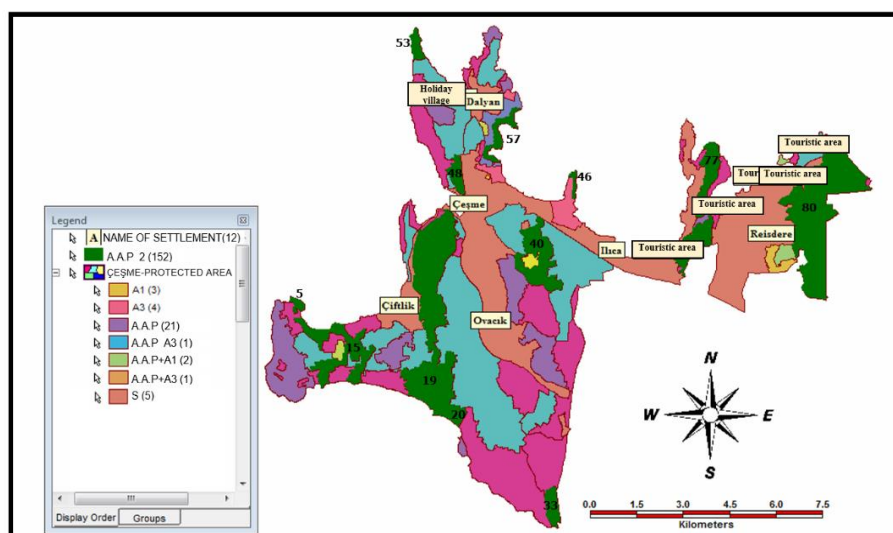 53
Holiday
village
Dalyan
57
Touristic area
77
Tour
Touristic area
48
46
Çeşme
Touristic area
80
Legend
A NAME OF SETTLEMENT(12)
A.A.P 2 (152)
ÇEŞME-PROTECTED AREA
A1 (3)
A3 (4)
A.A.P (21)
A.A.P A3 (1)
A.A.P+A1 (2)
A.A.P+A3 (1)
S (5)
Display Order
Groups
40
Ilıca
Touristic area
Reisdere
5
Çiftlik
Ovacık
15
19
20
33
N
W
E
S
0.0 1.5 3.0 4.5 6.0 7.5
Kilometers